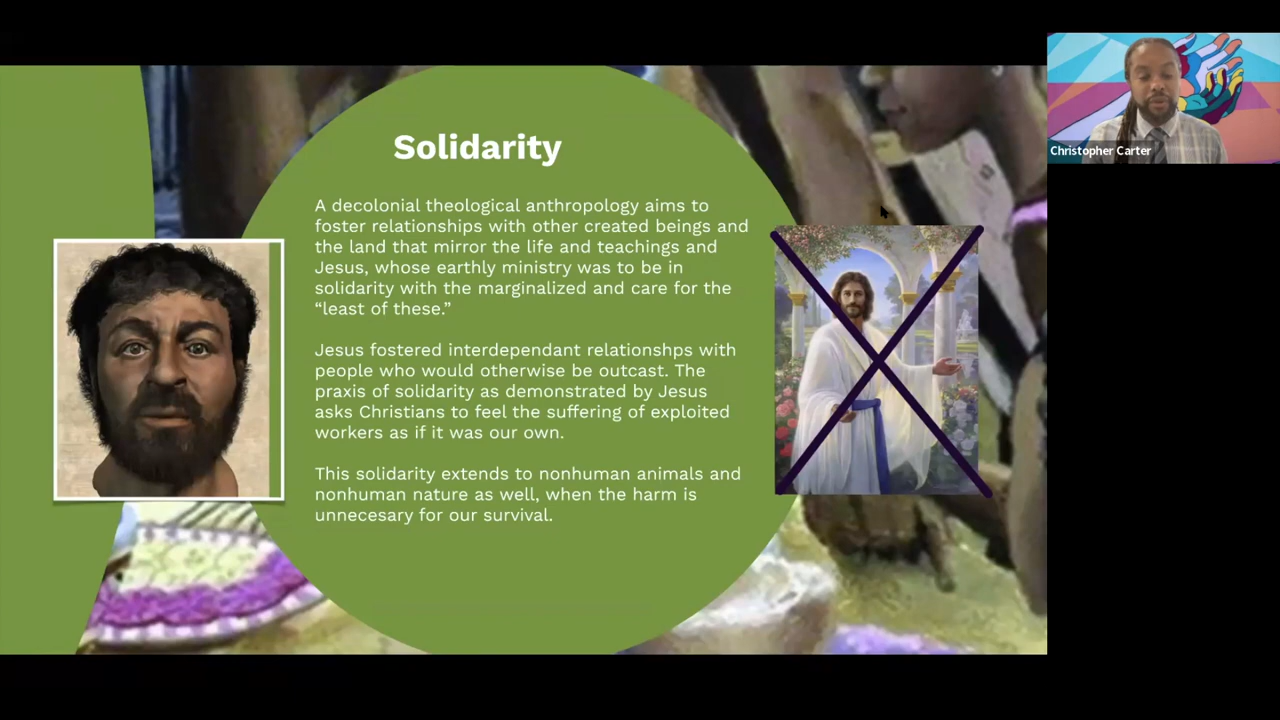 Solidarity
A decolonial theological anthropology aims to
foster relationships with other created beings and
the land that mirror the life and teachings and
Jesus, whose earthly ministry was to be in
solidarity with the marginalized and care for the
“least of these.”
Jesus fostered interdependant relationshps with
people who would otherwise be outcast. The
praxis of solidarity as demonstrated by Jesus
asks Christians to feel the suffering of exploited
workers as if it was our own.
This solidarity extends to nonhuman animals and
nonhuman nature as well, when the harm is
unnecesary for our survival.
Christopher Carter